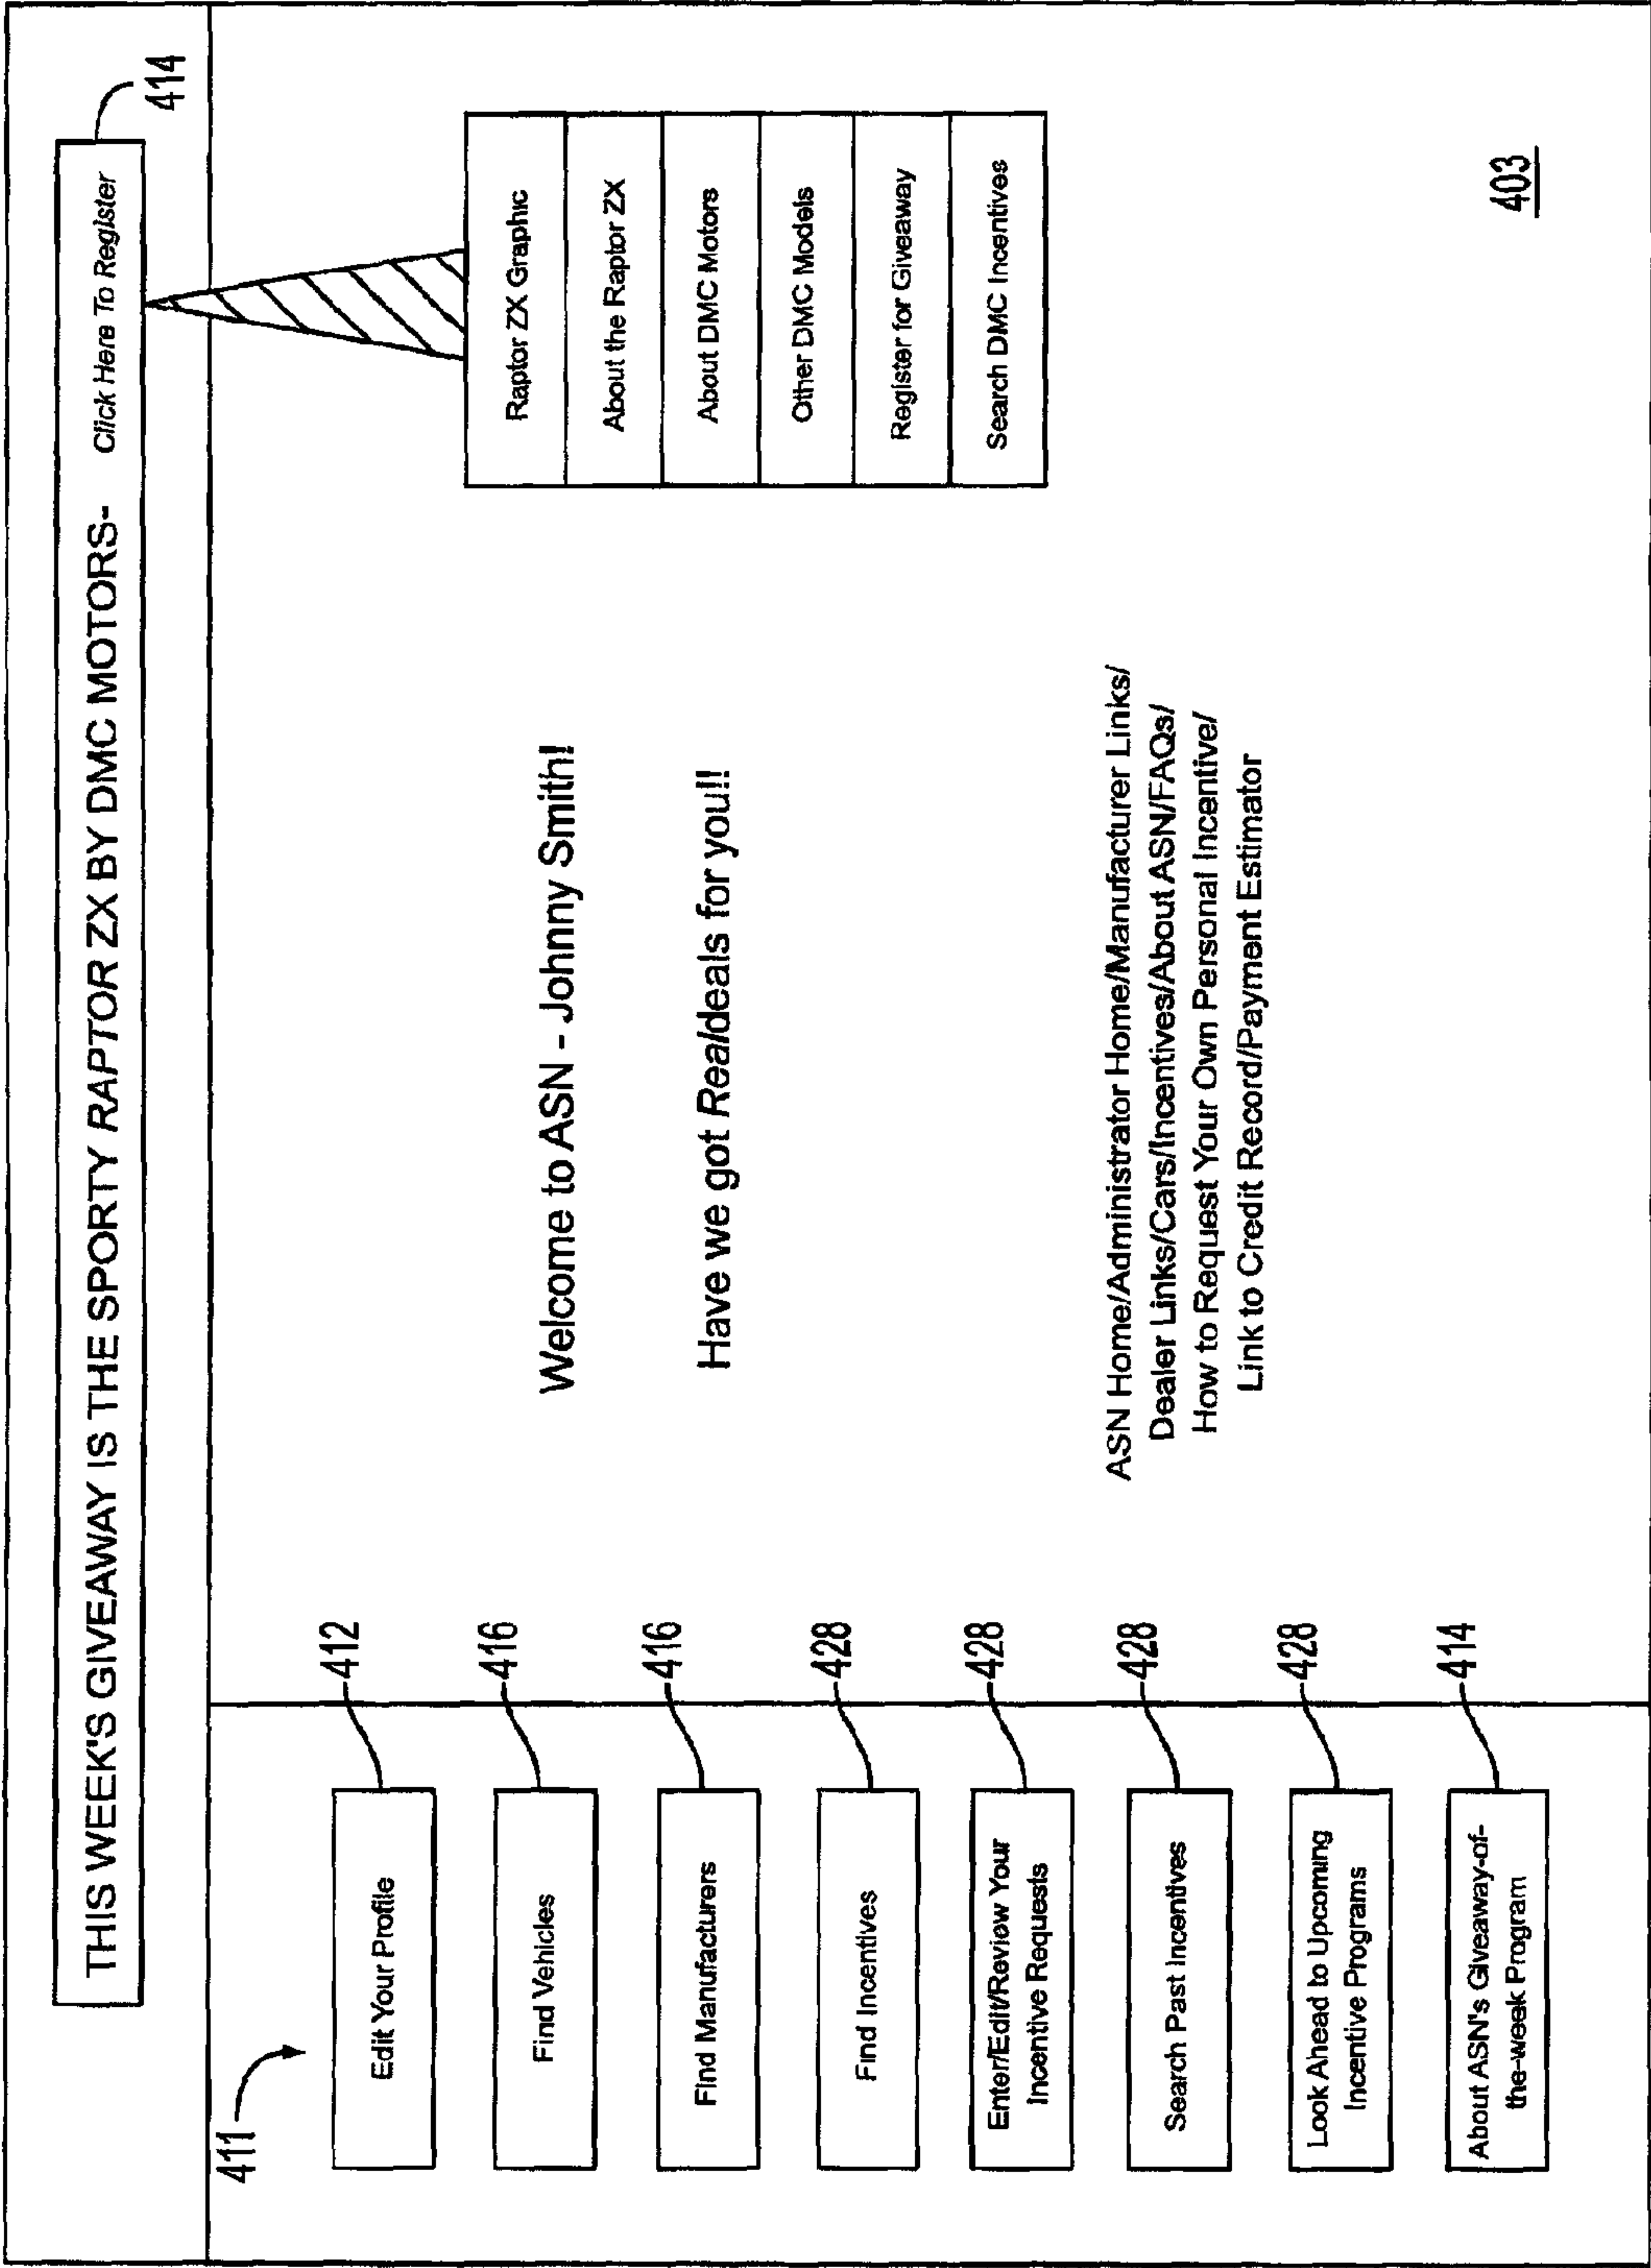 THIS WEEK'S GIVEAWAY IS THE SPORTY RAPTOR ZX BY DMC MOTORS- Click Here To Register
414
411
Edit Your Profile
412
Find Vehicles
416
Find Manufacturers
416
Find Incentives
428
Enter/Edit/Review Your
Incentive Requests
428
Search Past Incentives
428
Look Ahead to Upcoming
Incentive Programs
428
About ASN's Giveaway-of-
the-week Program
414
Welcome to ASN - Johnny Smith!
Have we got Realdeals for you!!
ASN Home/Administrator Home/Manufacturer Links/
Dealer Links/Cars/Incentives/About ASN/FAQs/
How to Request Your Own Personal Incentive/
Link to Credit Record/Payment Estimator
Raptor ZX Graphic
About the Raptor ZX
About DMC Motors
Other DMC Models
Register for Giveaway
Search DMC Incentives
403